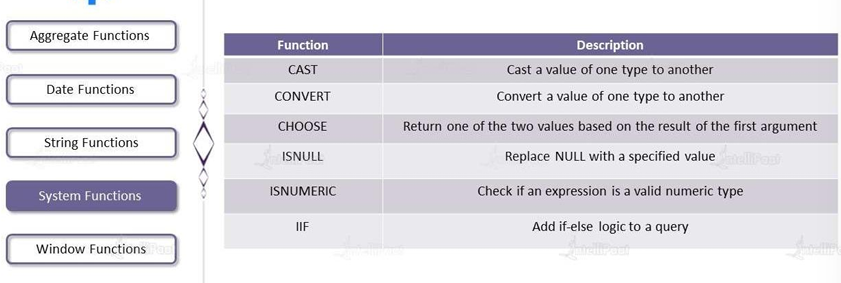 Aggregate Functions
Date Functions
String Functions
System Functions
Window Functions
Function Description
CAST Cast a value of one type to another
CONVERT Convert a value of one type to another
CHOOSE Return one of the two values based on the result of the first argument
ISNULL Replace NULL with a specified value
ISNUMERIC Check if an expression is a valid numeric type
IIF Add if-else logic to a query